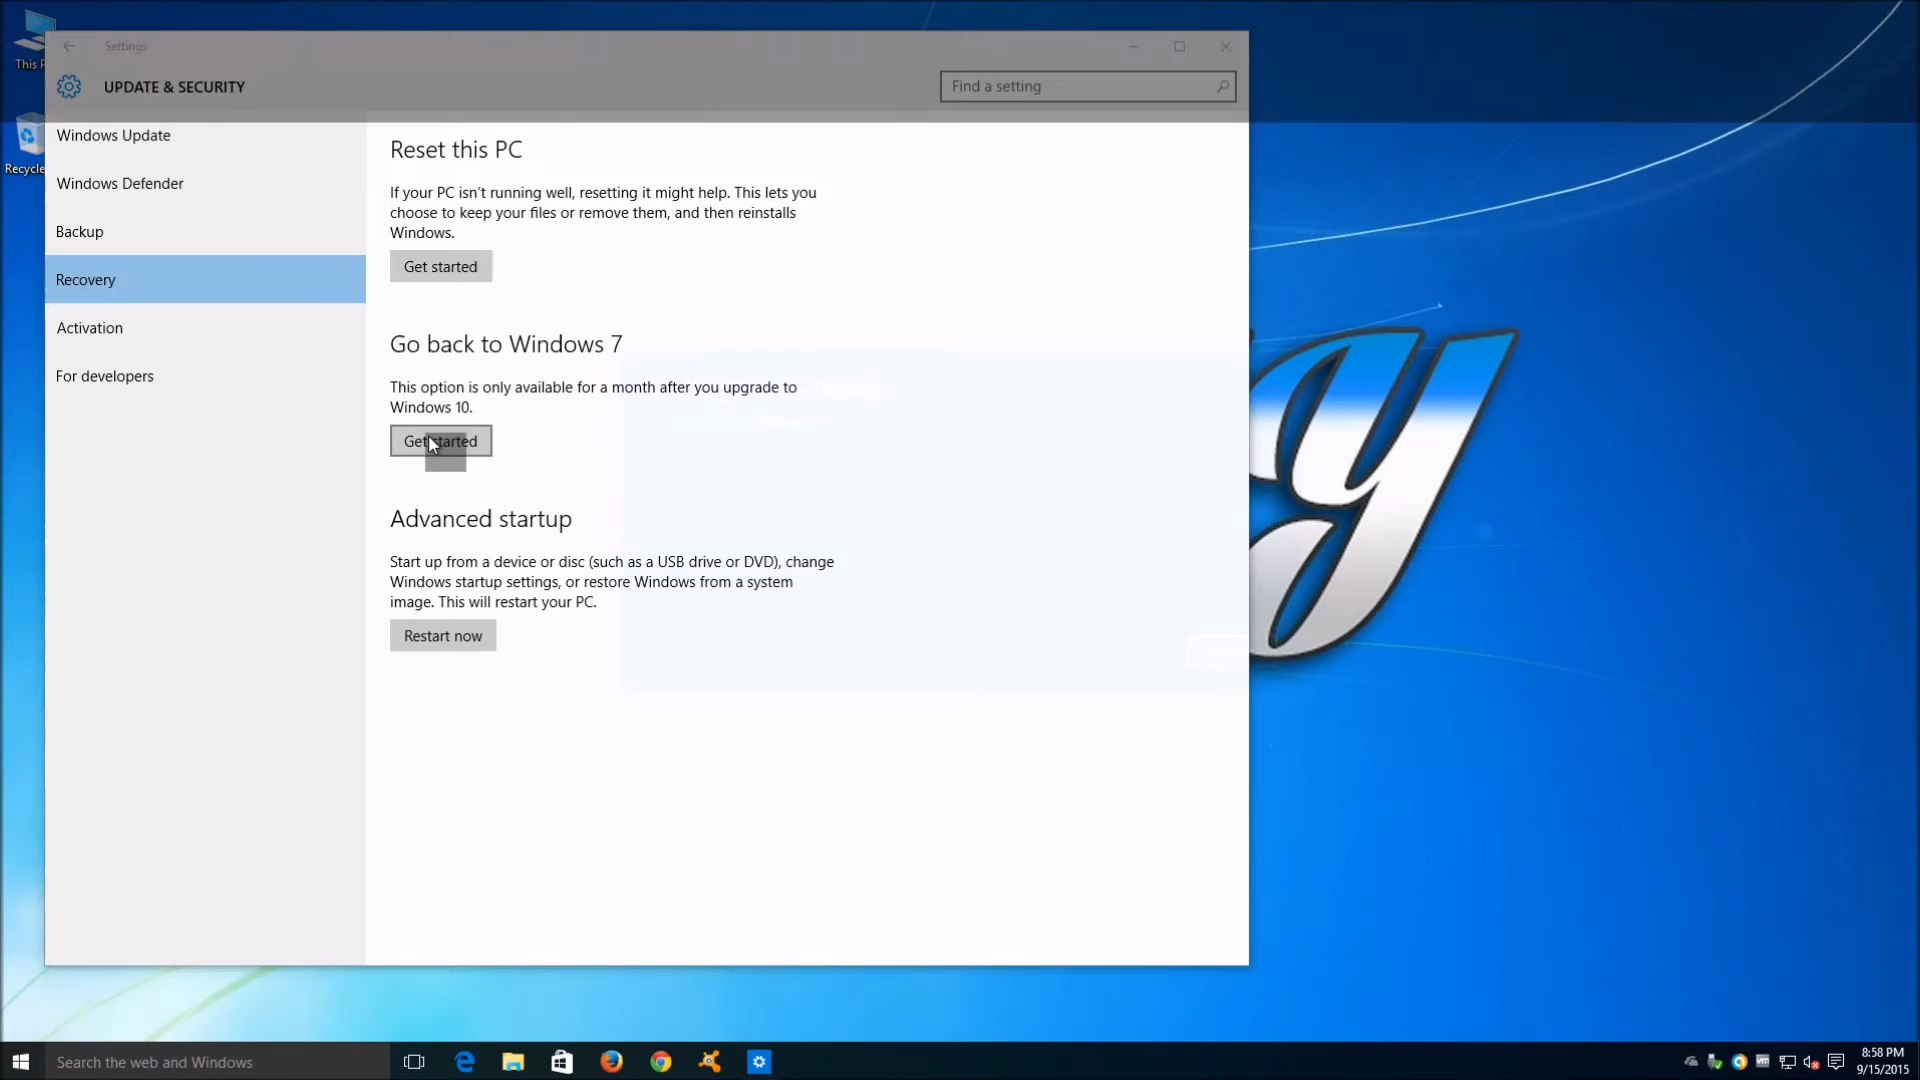 This P
Recycle
Settings
UPDATE & SECURITY
Find a setting
Windows Update
Windows Defender
Backup
Recovery
Activation
For developers
Reset this PC
If your PC isn't running well, resetting it might help. This lets you
choose to keep your files or remove them, and then reinstalls
Windows.
Get started
Go back to Windows 7
This option is only available for a month after you upgrade to
Windows 10.
Get started
Advanced startup
Start up from a device or disc (such as a USB drive or DVD), change
Windows startup settings, or restore Windows from a system
image. This will restart your PC.
Restart now
y
Search the web and Windows
8:58 PM
9/15/2015